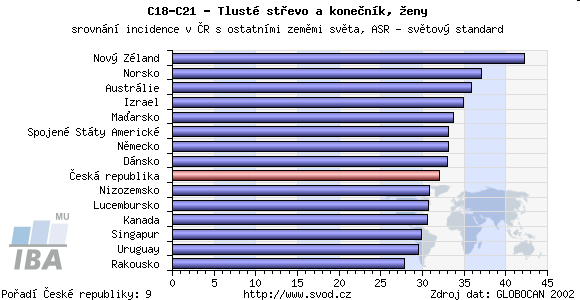 C18-C21 - Tlusté střevo a konečník, ženy
srovnání incidence v ČR s ostatními zeměmi světa, ASR - světový standard
Nový Zéland
Norsko
Austrálie
Izrael
Maďarsko
Spojené Státy Americké
Německo
Dánsko
Česká republika
Nizozemsko
Lucembursko
Kanada
Singapur
Uruguay
Rakousko
0 5 10 15 20 25 30 35 40 45
MU
IBA
Pořadí České republiky: 9
http://www.svod.cz
Zdroj dat: GLOBOCAN 2002